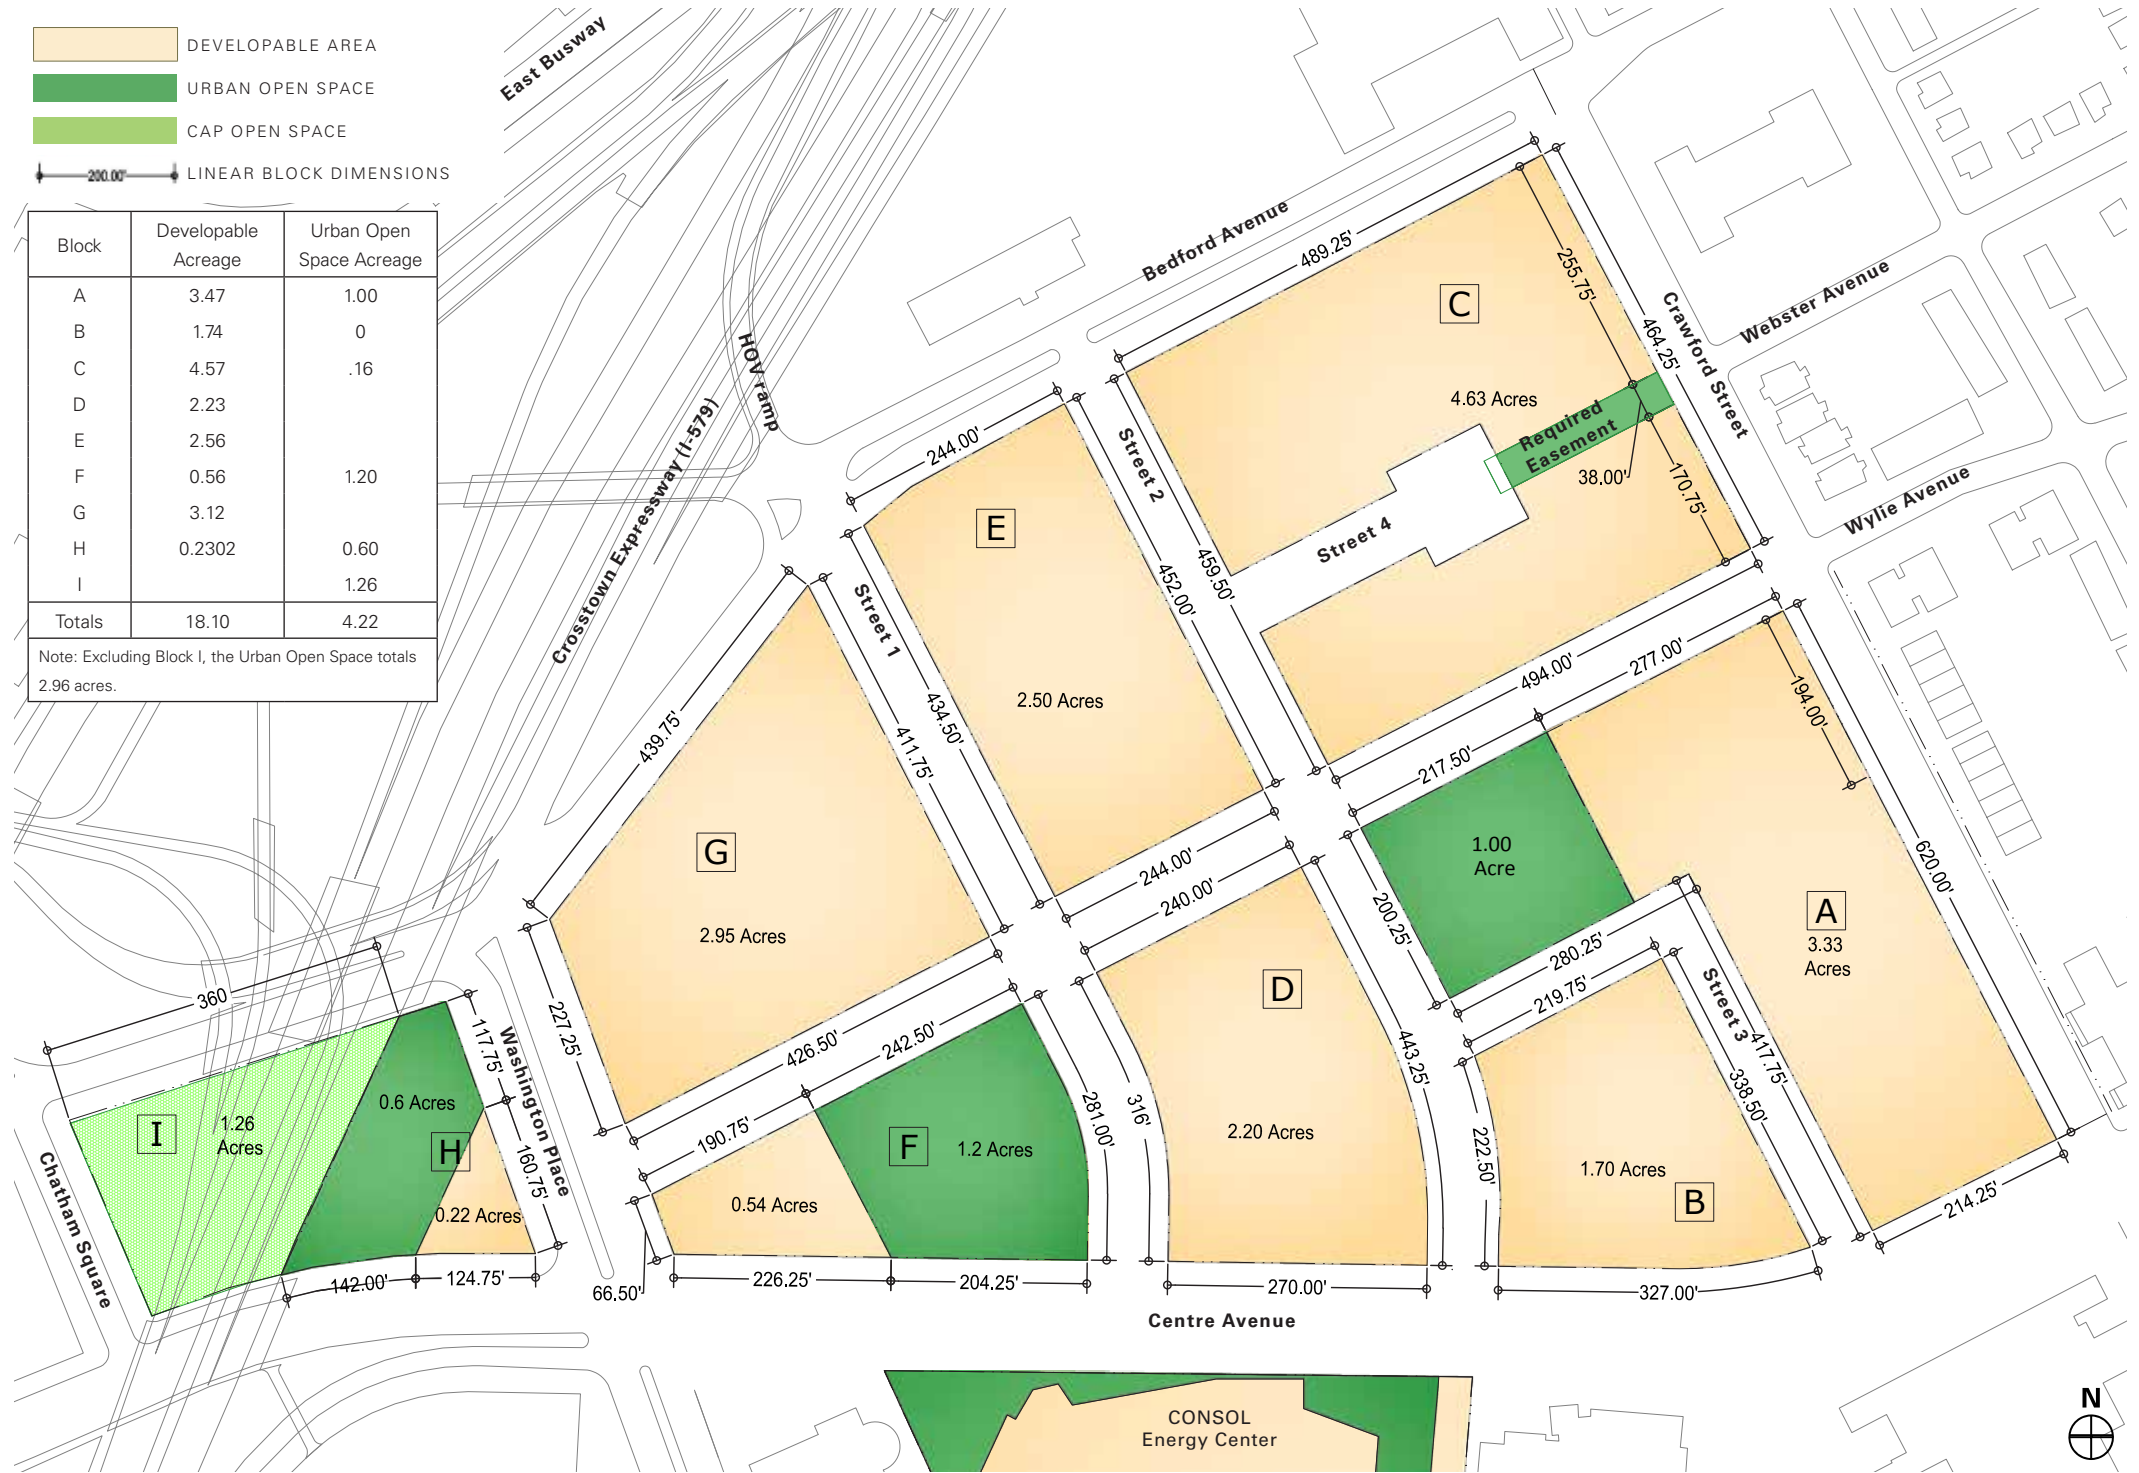 DEVELOPABLE AREA
URBAN OPEN SPACE
CAP OPEN SPACE
200.00' LINEAR BLOCK DIMENSIONS
Block Developable Acreage Urban Open Space Acreage
A 3.47 1.00
B 1.74 0
C 4.57 .16
D 2.23
E 2.56
F 0.56 1.20
G 3.12
H 0.2302 0.60
I 1.26
Totals 18.10 4.22
Note: Excluding Block I, the Urban Open Space totals
2.96 acres.
East Busway
Bedford Avenue
HOV ramp
Crosstown Expressway (I-579)
Crawford Street
Webster Avenue
Wylie Avenue
Street 2
Street 4
Street 1
Street 3
Washington Place
Chatham Square
Centre Avenue
489.25'
255.75'
464.25'
C
4.63 Acres
Required
Easement
38.00'
170.75'
459.50'
494.00'
244.00'
E
452.00'
434.50'
2.50 Acres
244.00'
439.75'
411.75'
G
2.95 Acres
227.25'
426.50'
277.00'
217.50'
194.00'
620.00'
1.00
Acre
200.25'
280.25'
A
3.33
Acres
417.75'
214.25'
240.00'
D
443.25'
316'
2.20 Acres
270.00'
219.75'
338.50'
222.50'
1.70 Acres
B
327.00'
242.50'
190.75'
281.00'
F
1.2 Acres
0.54 Acres
66.50'
226.25'
204.25'
360
117.75'
160.75'
0.6 Acres
H
0.22 Acres
142.00'
124.75'
I
1.26
Acres
CONSOL
Energy Center
N